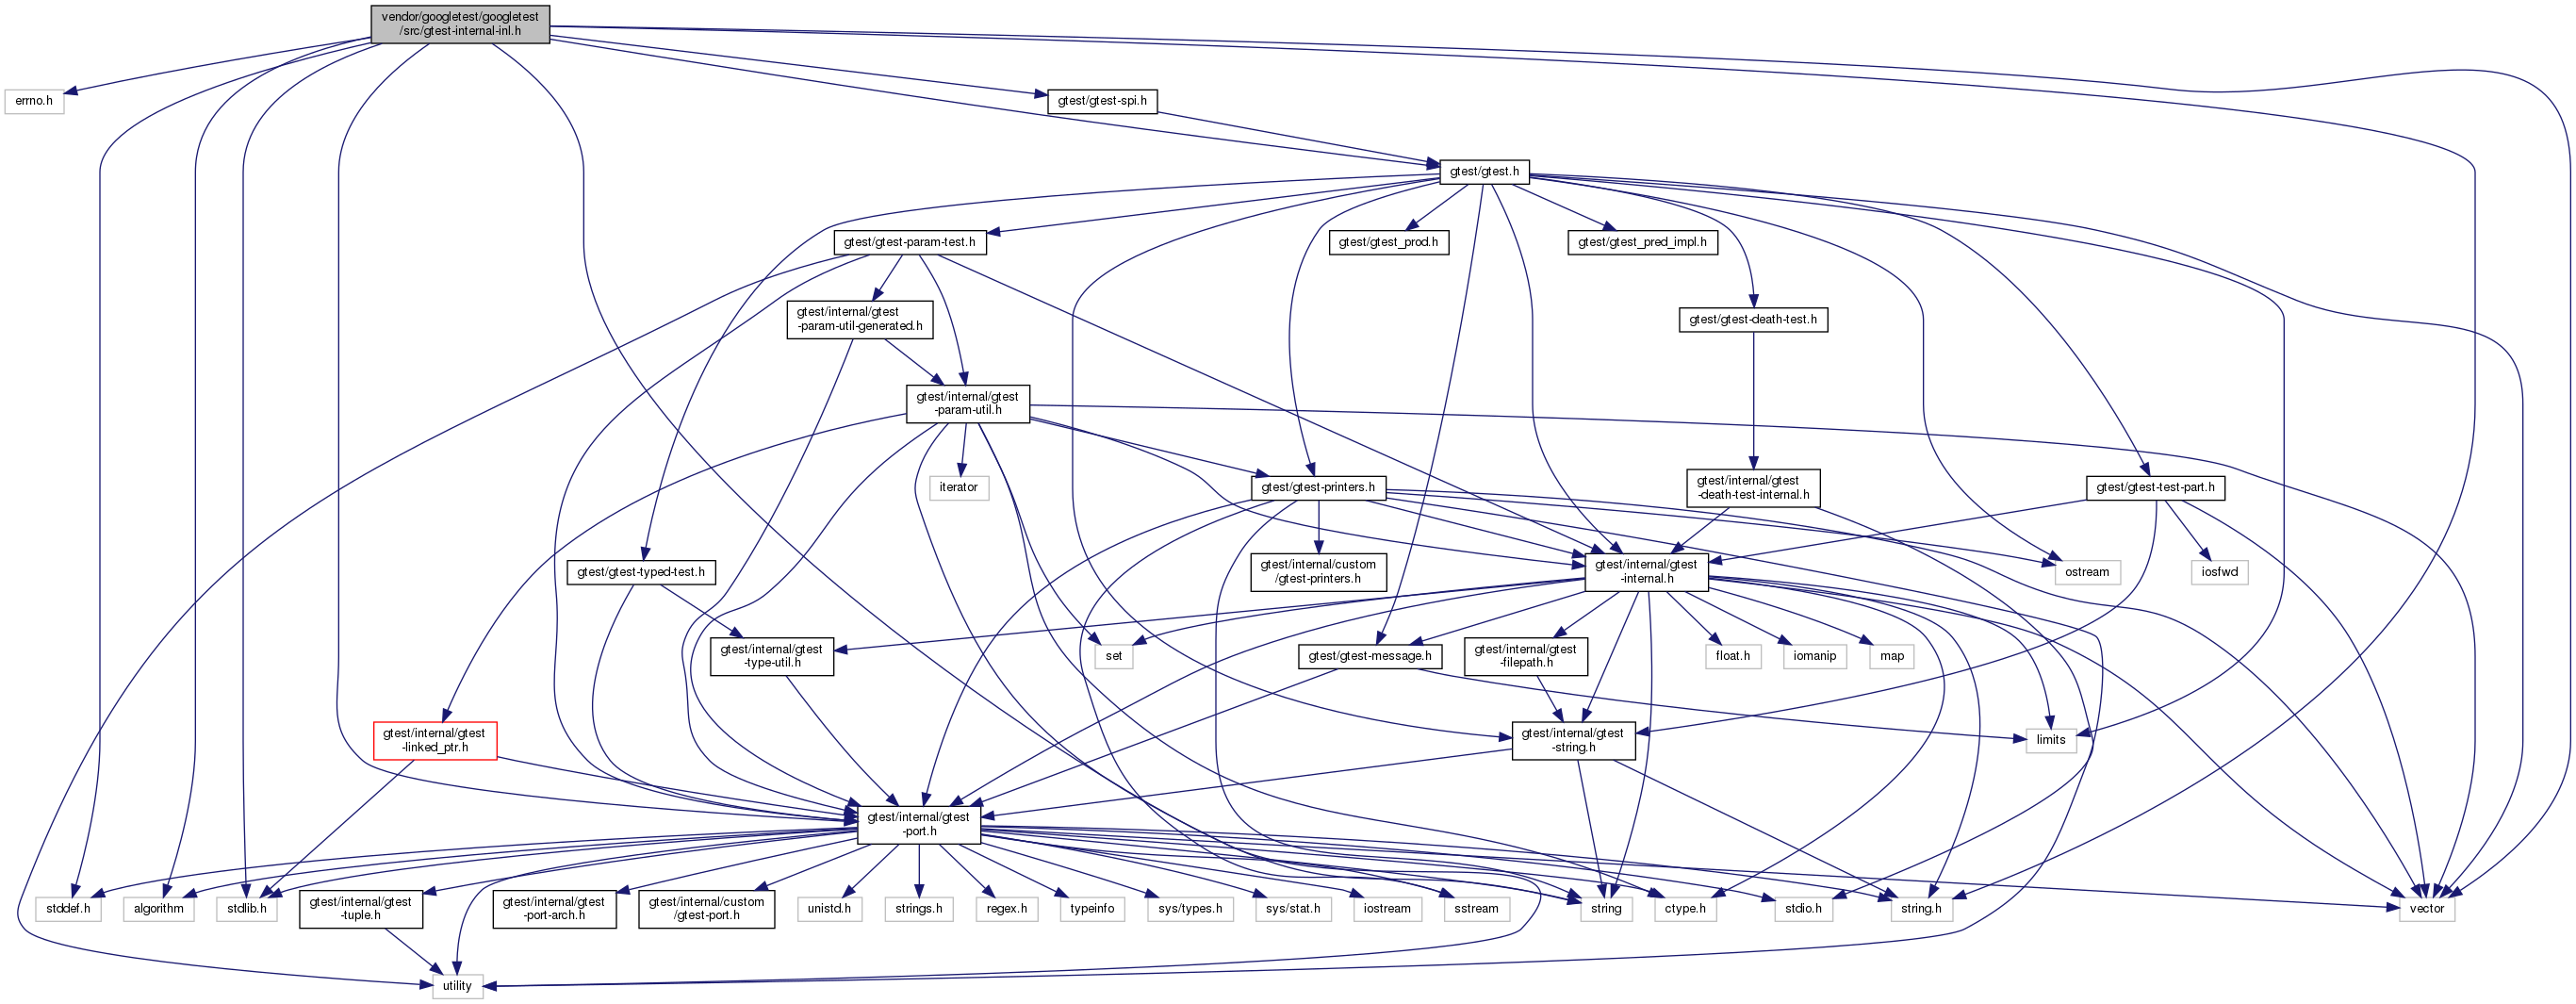 vendor/googletest/googletest
/src/gtest-internal-inl.h
errno.h
gtest/gtest-spi.h
gtest/gtest.h
gtest/gtest-param-test.h
gtest/gtest_prod.h
gtest/gtest_pred_impl.h
gtest/internal/gtest
-param-util-generated.h
gtest/gtest-death-test.h
gtest/internal/gtest
-param-util.h
iterator
gtest/gtest-printers.h
gtest/internal/gtest
-death-test-internal.h
gtest/gtest-test-part.h
gtest/gtest-typed-test.h
gtest/internal/custom
/gtest-printers.h
gtest/internal/gtest
-internal.h
ostream
iosfwd
gtest/internal/gtest
-type-util.h
set
gtest/gtest-message.h
gtest/internal/gtest
-filepath.h
float.h
iomanip
map
gtest/internal/gtest
-linked_ptr.h
gtest/internal/gtest
-string.h
limits
gtest/internal/gtest
-port.h
stddef.h
algorithm
stdlib.h
gtest/internal/gtest
-tuple.h
gtest/internal/gtest
-port-arch.h
gtest/internal/custom
/gtest-port.h
unistd.h
strings.h
regex.h
typeinfo
sys/types.h
sys/stat.h
iostream
sstream
string
ctype.h
stdio.h
string.h
vector
utility